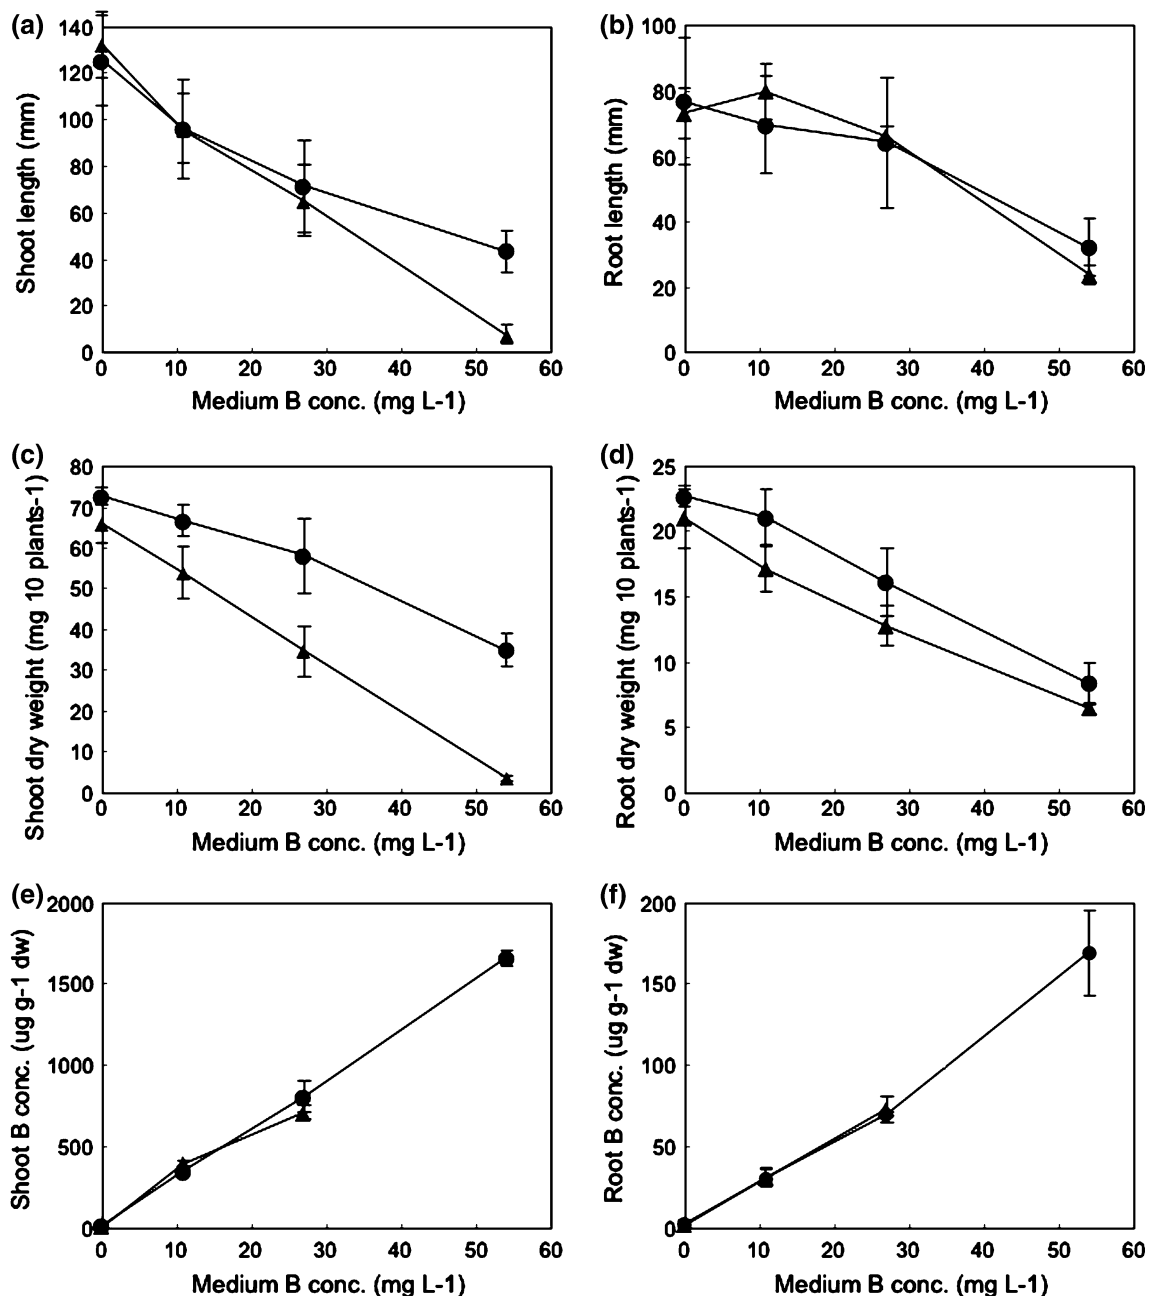 (a)
140
120
100
80
60
40
20
0
Shoot length (mm)
0 10 20 30 40 50 60
Medium B conc. (mg L-1)
(b)
100
80
60
40
20
0
Root length (mm)
0 10 20 30 40 50 60
Medium B conc. (mg L-1)
(c)
80
70
60
50
40
30
20
10
0
Shoot dry weight (mg 10 plants-1)
0 10 20 30 40 50 60
Medium B conc. (mg L-1)
(d)
25
20
15
10
5
0
Root dry weight (mg 10 plants-1)
0 10 20 30 40 50 60
Medium B conc. (mg L-1)
(e)
2000
1500
1000
500
0
Shoot B conc. (ug g-1 dw)
0 10 20 30 40 50 60
Medium B conc. (mg L-1)
(f)
200
150
100
50
0
Root B conc. (ug g-1 dw)
0 10 20 30 40 50 60
Medium B conc. (mg L-1)